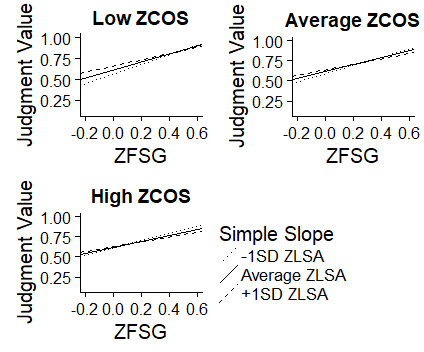 Low ZCOS
Judgment Value
1.00
0.75
0.50
0.25
-0.2 0.0 0.2 0.4 0.6
ZFSG
Average ZCOS
Judgment Value
1.00
0.75
0.50
0.25
-0.2 0.0 0.2 0.4 0.6
ZFSG
High ZCOS
Judgment Value
1.00
0.75
0.50
0.25
-0.2 0.0 0.2 0.4 0.6
ZFSG
Simple Slope
-1SD ZLSA
Average ZLSA
+1SD ZLSA